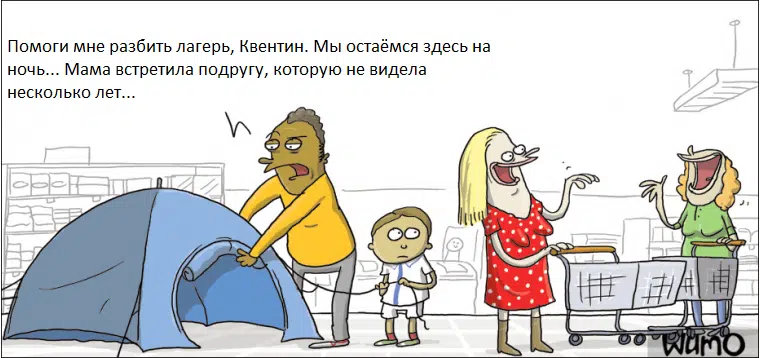 Помоги мне разбить лагерь, Квентин. Мы остаёмся здесь на
ночь... Мама встретила подругу, которую не видела
несколько лет...
WuMO